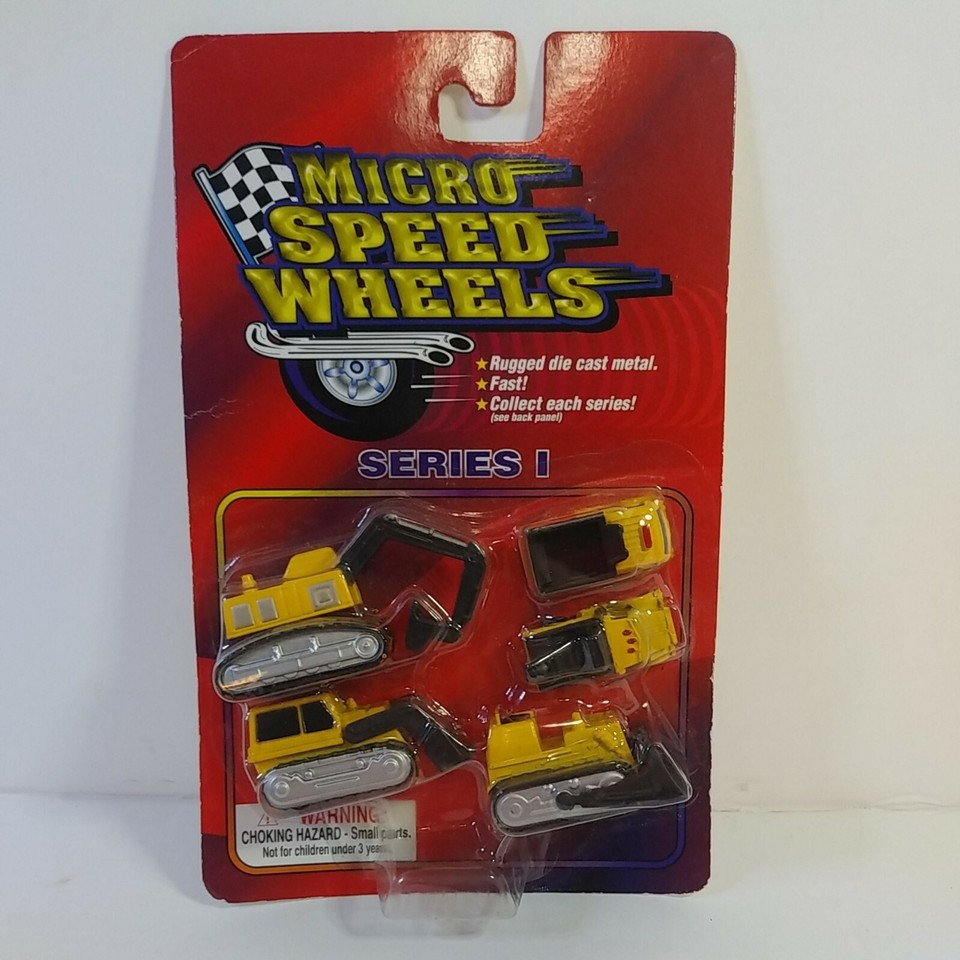 MICRO
SPEED
WHEELS
Rugged die cast metal.
Fast!
Collect each series!
(see back panel)
SERIES I
WARNING:
CHOKING HAZARD - Small parts.
Not for children under 3 years.